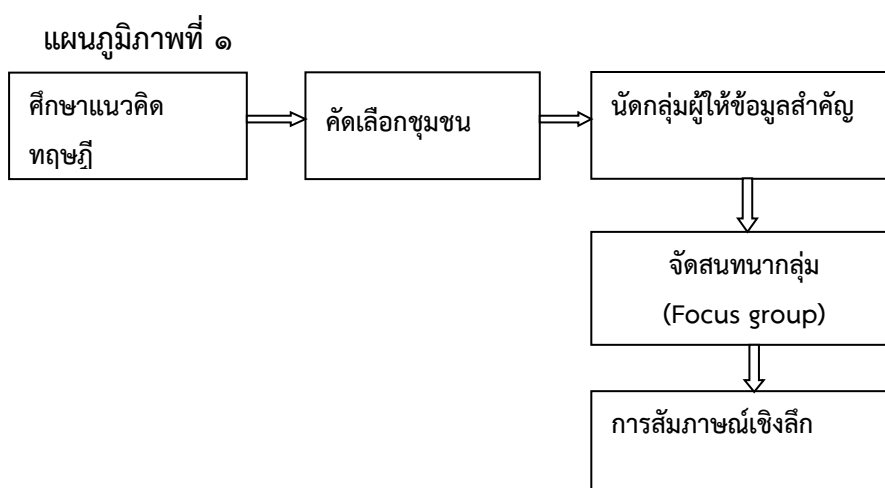 แผนภูมิภาพที่ ๑
ศึกษาแนวคิด
ทฤษฎี
คัดเลือกชุมชน
นัดกลุ่มผู้ให้ข้อมูลสำคัญ
จัดสนทนากลุ่ม
(Focus group)
การสัมภาษณ์เชิงลึก